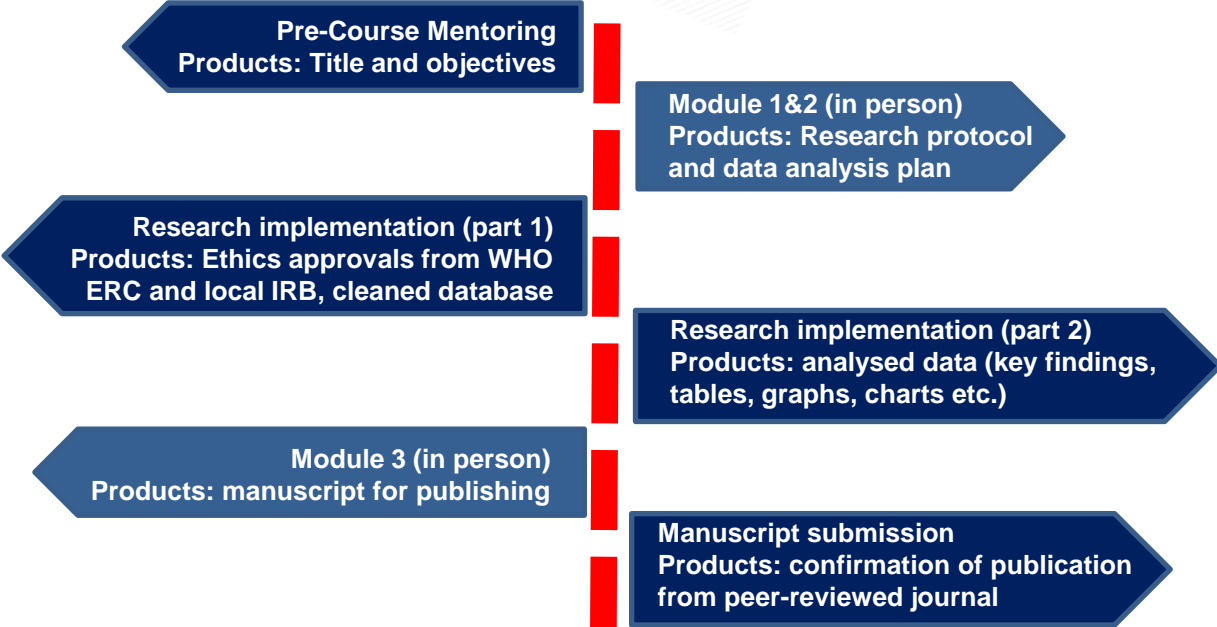 Pre-Course Mentoring
Products: Title and objectives
Module 1&2 (in person)
Products: Research protocol
and data analysis plan
Research implementation (part 1)
Products: Ethics approvals from WHO
ERC and local IRB, cleaned database
Research implementation (part 2)
Products: analysed data (key findings,
tables, graphs, charts etc.)
Module 3 (in person)
Products: manuscript for publishing
Manuscript submission
Products: confirmation of publication
from peer-reviewed journal